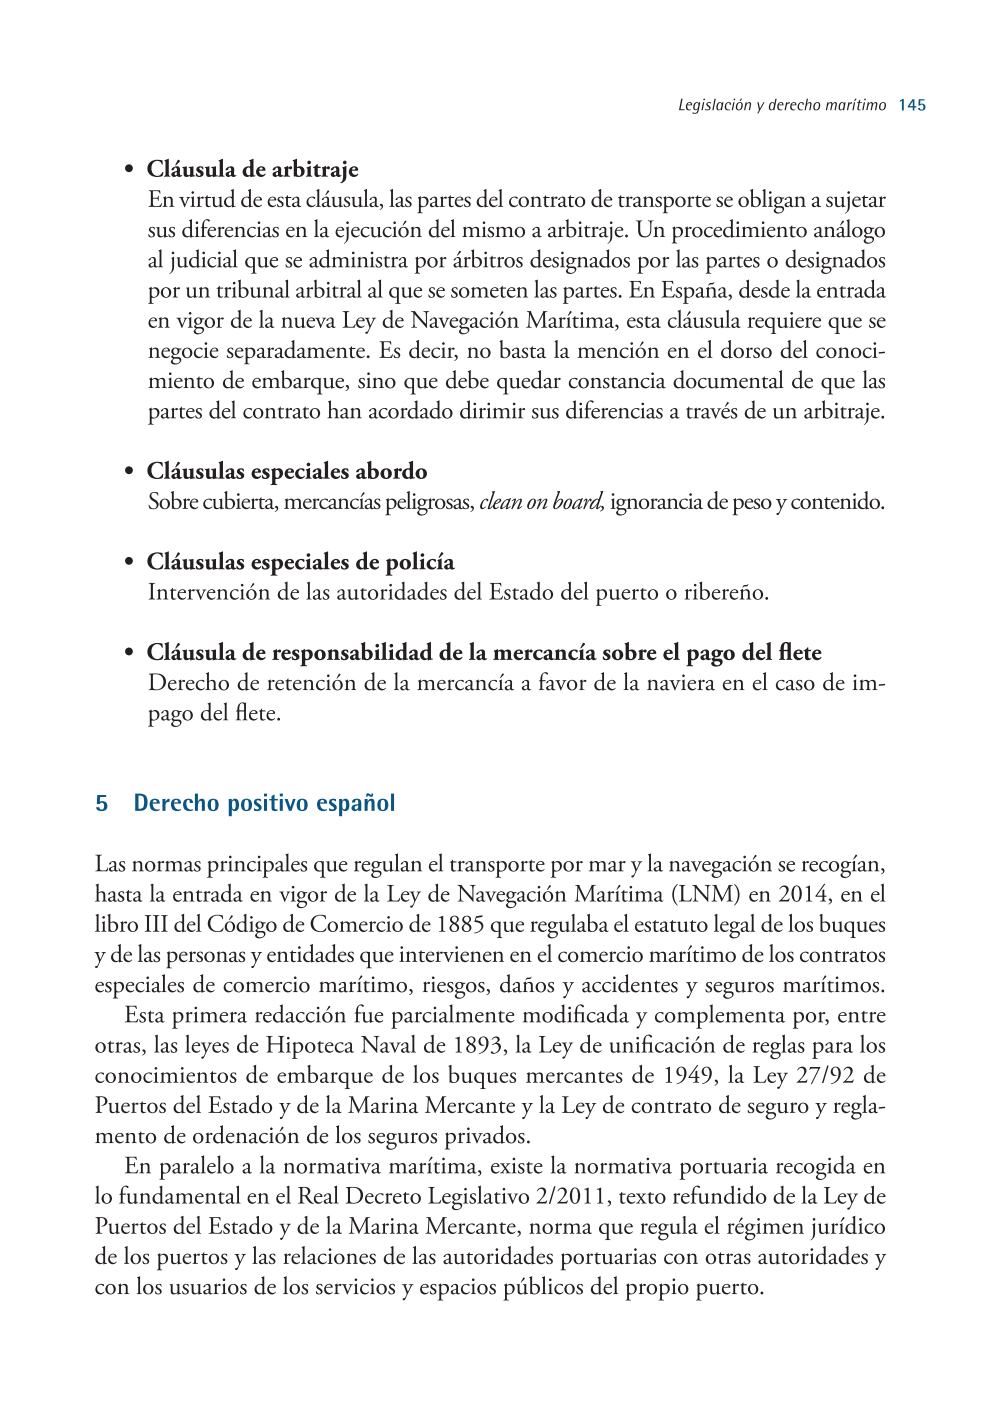 Legislación y derecho marítimo 145
• Cláusula de arbitraje
En virtud de esta cláusula, las partes del contrato de transporte se obligan a sujetar
sus diferencias en la ejecución del mismo a arbitraje. Un procedimiento análogo
al judicial que se administra por árbitros designados por las partes o designados
por un tribunal arbitral al que se someten las partes. En España, desde la entrada
en vigor de la nueva Ley de Navegación Marítima, esta cláusula requiere que se
negocie separadamente. Es decir, no basta la mención en el dorso del conoci-
miento de embarque, sino que debe quedar constancia documental de que las
partes del contrato han acordado dirimir sus diferencias a través de un arbitraje.
• Cláusulas especiales abordo
Sobre cubierta, mercancías peligrosas, clean on board, ignorancia de peso y contenido.
• Cláusulas especiales de policía
Intervención de las autoridades del Estado del puerto o ribereño.
• Cláusula de responsabilidad de la mercancía sobre el pago del flete
Derecho de retención de la mercancía a favor de la naviera en el caso de im-
pago del flete.
5 Derecho positivo español
Las normas principales que regulan el transporte por mar y la navegación se recogían,
hasta la entrada en vigor de la Ley de Navegación Marítima (LNM) en 2014, en el
libro III del Código de Comercio de 1885 que regulaba el estatuto legal de los buques
y de las personas y entidades que intervienen en el comercio marítimo de los contratos
especiales de comercio marítimo, riesgos, daños y accidentes y seguros marítimos.
Esta primera redacción fue parcialmente modificada y complementa por, entre
otras, las leyes de Hipoteca Naval de 1893, la Ley de unificación de reglas para los
conocimientos de embarque de los buques mercantes de 1949, la Ley 27/92 de
Puertos del Estado y de la Marina Mercante y la Ley de contrato de seguro y regla-
mento de ordenación de los seguros privados.
En paralelo a la normativa marítima, existe la normativa portuaria recogida en
lo fundamental en el Real Decreto Legislativo 2/2011, texto refundido de la Ley de
Puertos del Estado y de la Marina Mercante, norma que regula el régimen jurídico
de los puertos y las relaciones de las autoridades portuarias con otras autoridades y
con los usuarios de los servicios y espacios públicos del propio puerto.